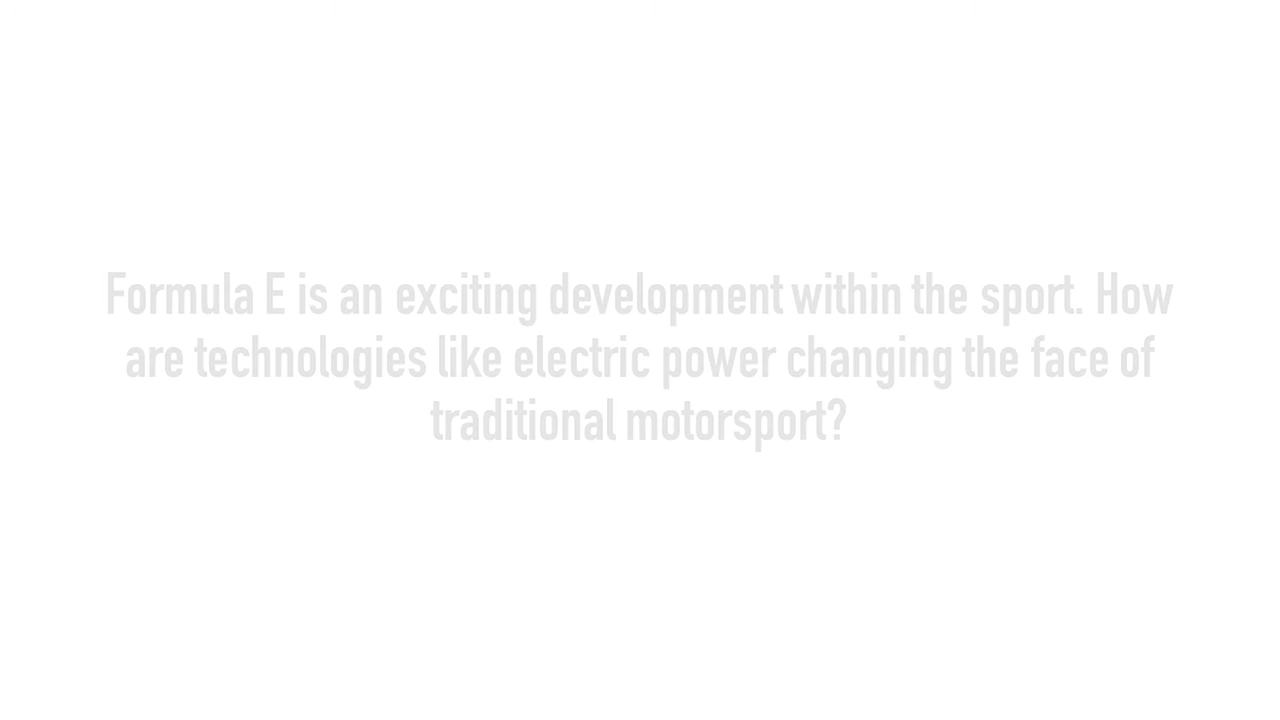 Formula E is an exciting development within the sport. How
are technologies like electric power changing the face of
traditional motorsport?